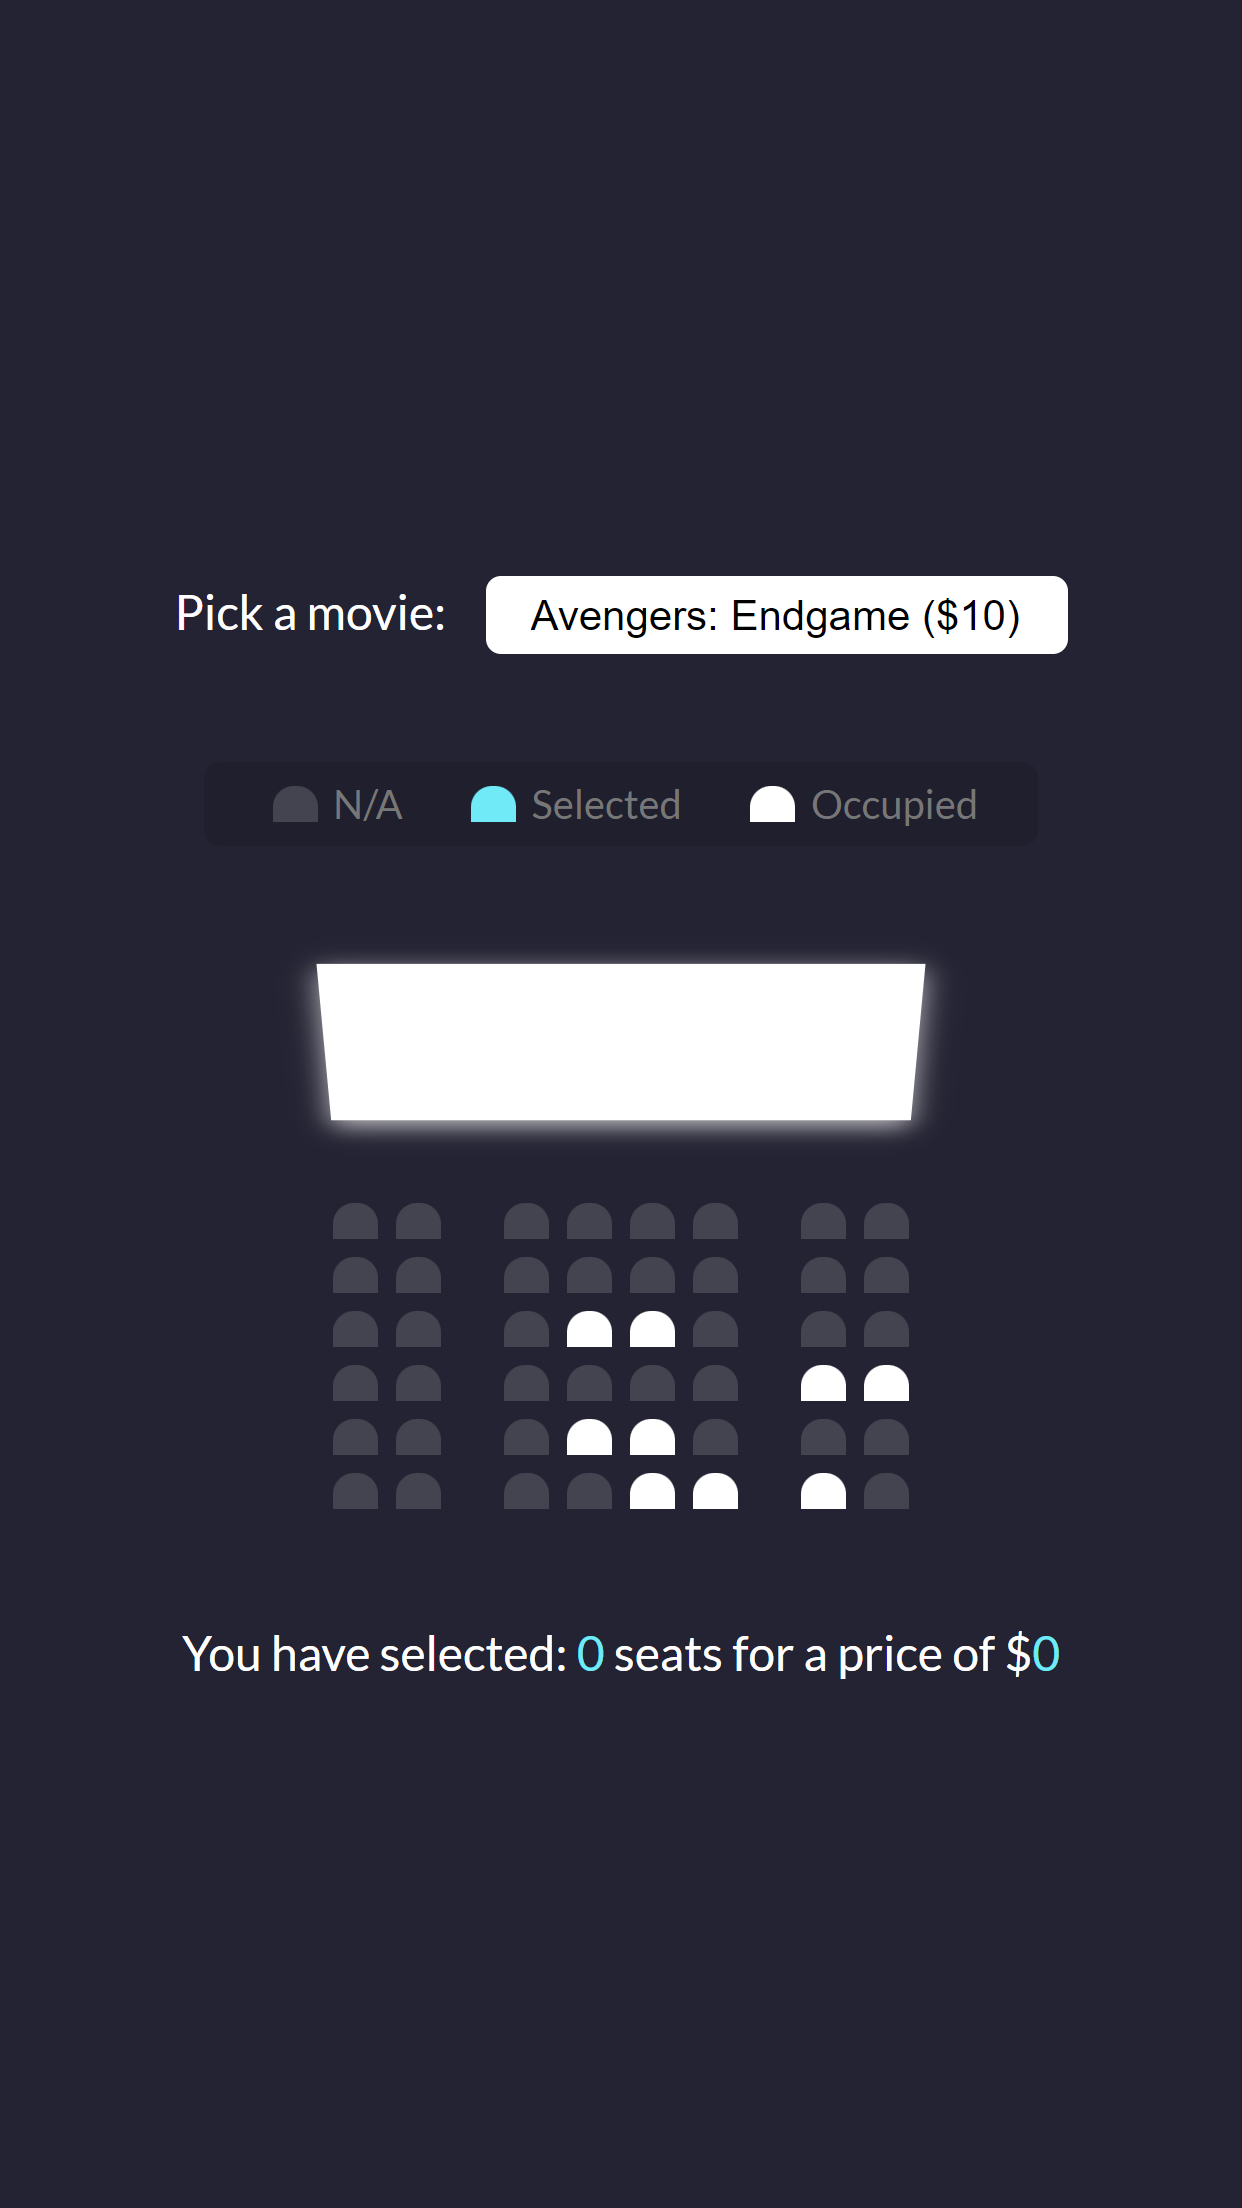 Pick a movie: Avengers: Endgame ($10)
N/A Selected Occupied
You have selected: 0 seats for a price of $0